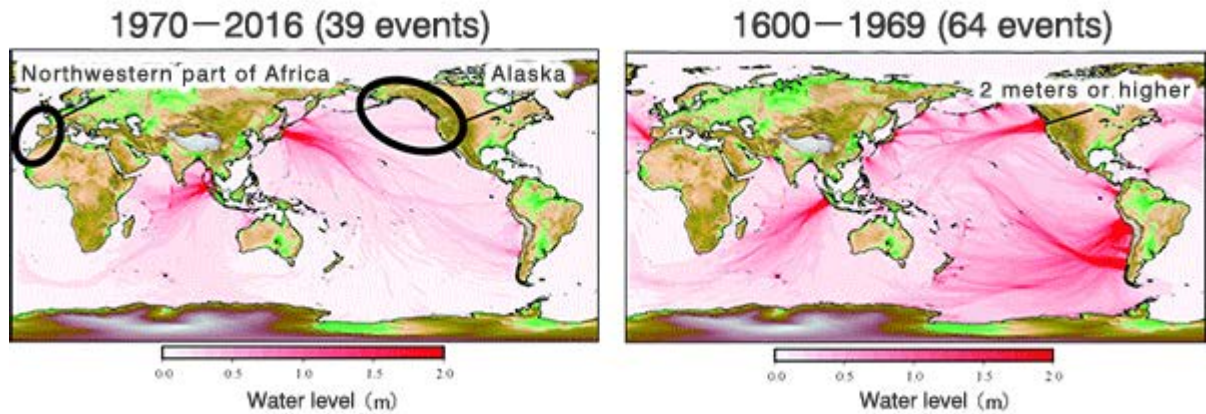 1970－2016 (39 events)
1600－1969 (64 events)
Northwestern part of Africa
Alaska
2 meters or higher
0.0 0.5 1.0 1.5 2.0
Water level (m)
0.0 0.5 1.0 1.5 2.0
Water level (m)